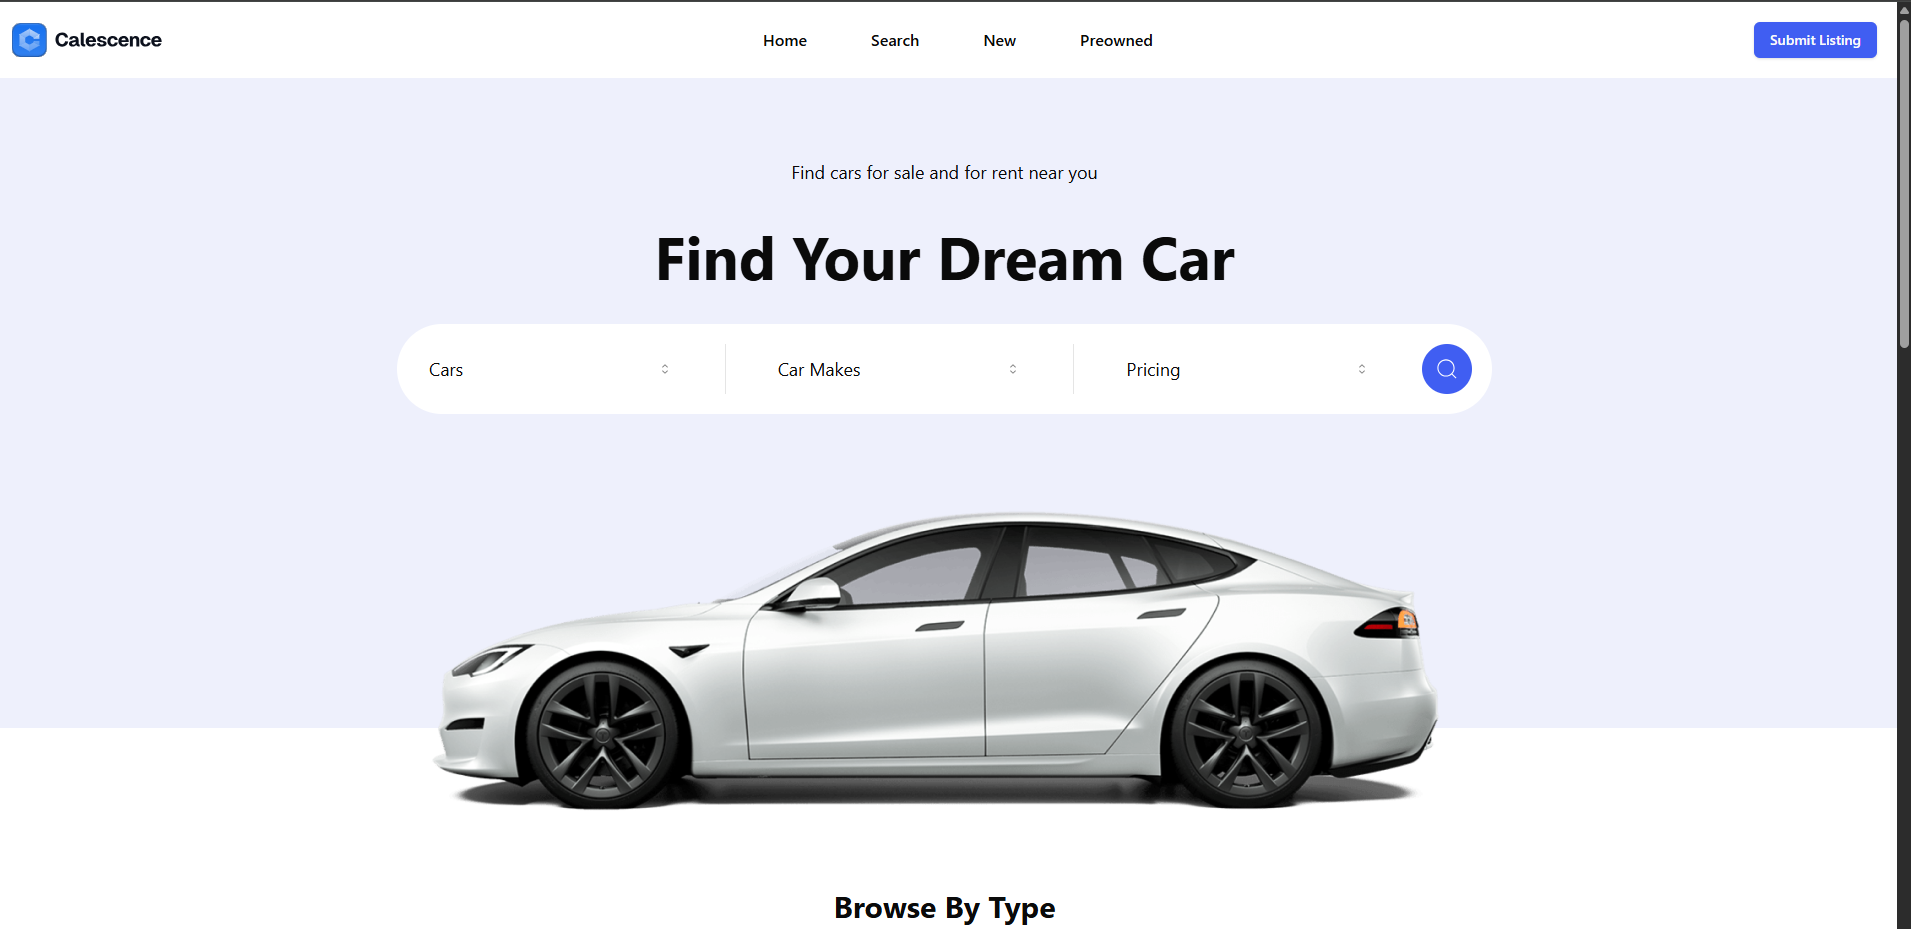 Calescence
Home
Search
New
Preowned
Submit Listing
Find cars for sale and for rent near you
Find Your Dream Car
Cars
Car Makes
Pricing
Browse By Type